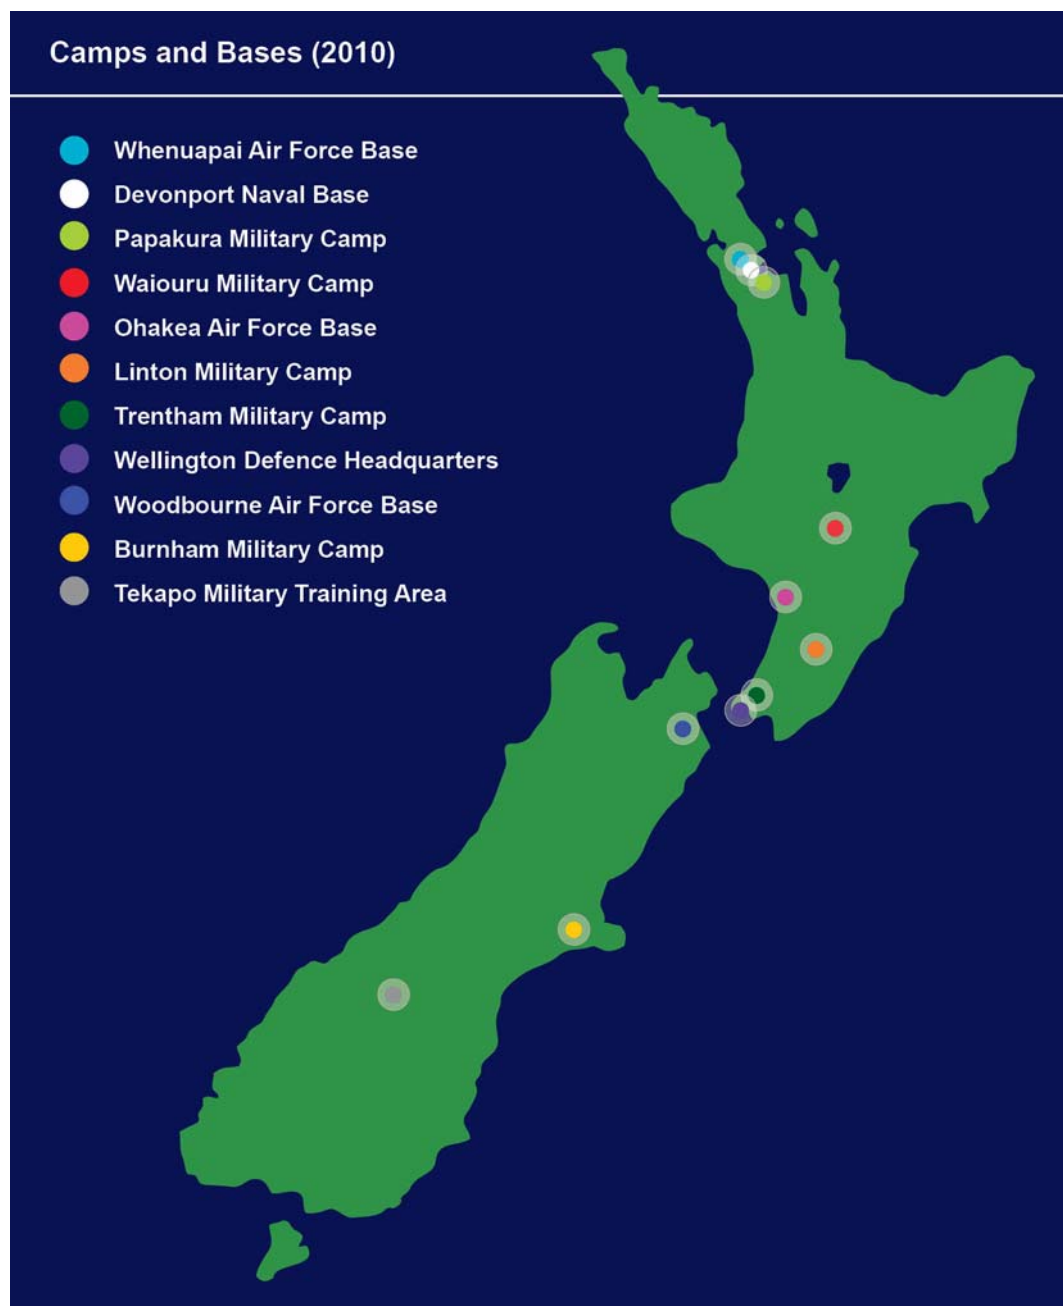 Camps and Bases (2010)
Whenuapai Air Force Base
Devonport Naval Base
Papakura Military Camp
Waiouru Military Camp
Ohakea Air Force Base
Linton Military Camp
Trentham Military Camp
Wellington Defence Headquarters
Woodbourne Air Force Base
Burnham Military Camp
Tekapo Military Training Area